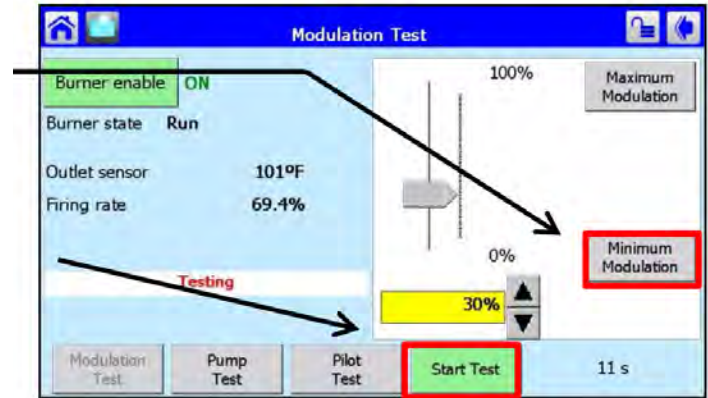 Modulation Test
Burner enable ON
100%
Maximum
Modulation
Burner state Run
Outlet sensor 101ºF
Firing rate 69.4%
0%
Minimum
Modulation
Testing
30%
Modulation
Test
Pump
Test
Pilot
Test
Start Test
11 s